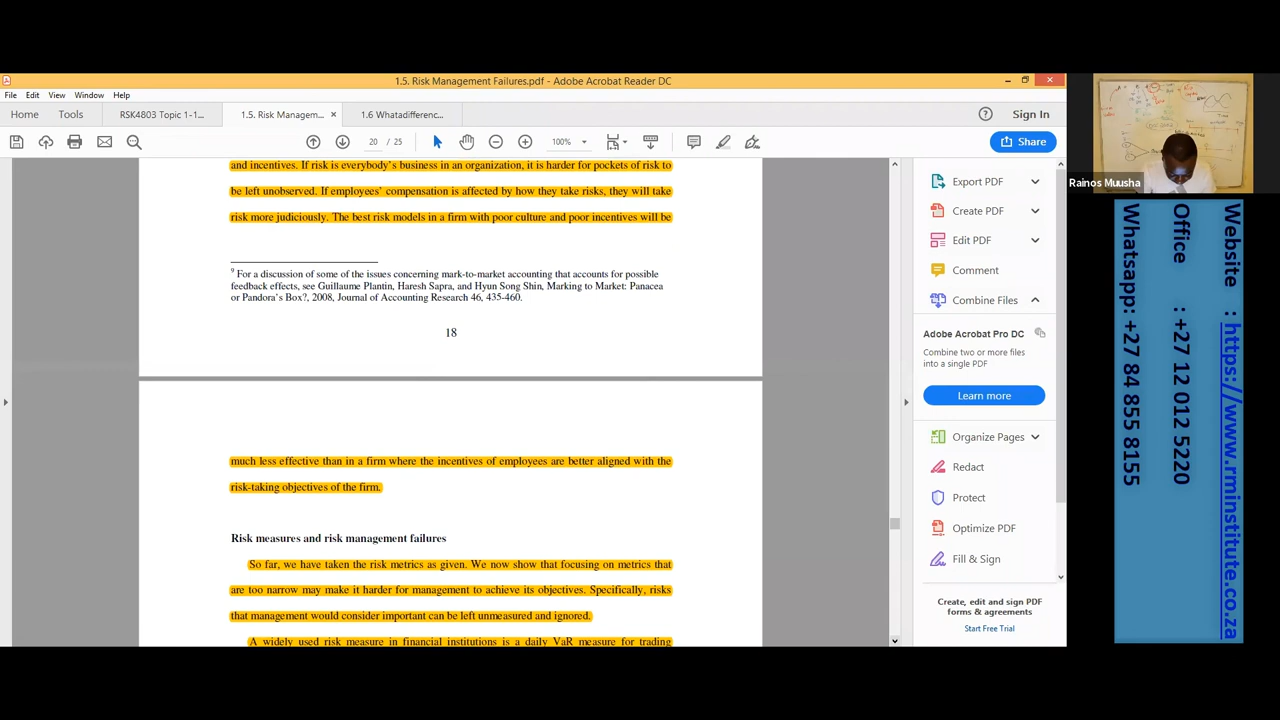 1.5. Risk Management Failures.pdf - Adobe Acrobat Reader DC
File Edit View Window Help
Home Tools RSK4803 Topic 1-1... 1.5. Risk Managem... × 1.6 Whatadifferenc... Sign In
20 / 25 100% Share
and incentives. If risk is everybody's business in an organization, it is harder for pockets of risk to
be left unobserved. If employees' compensation is affected by how they take risks, they will take
risk more judiciously. The best risk models in a firm with poor culture and poor incentives will be
9 For a discussion of some of the issues concerning mark-to-market accounting that accounts for possible
feedback effects, see Guillaume Plantin, Haresh Sapra, and Hyun Song Shin, Marking to Market: Panacea
or Pandora's Box?, 2008, Journal of Accounting Research 46, 435-460.
18
much less effective than in a firm where the incentives of employees are better aligned with the
risk-taking objectives of the firm.
Risk measures and risk management failures
So far, we have taken the risk metrics as given. We now show that focusing on metrics that
are too narrow may make it harder for management to achieve its objectives. Specifically, risks
that management would consider important can be left unmeasured and ignored.
A widely used risk measure in financial institutions is a daily VaR measure for trading
Export PDF
Create PDF
Edit PDF
Comment
Combine Files
Adobe Acrobat Pro DC
Combine two or more files
into a single PDF
Learn more
Organize Pages
Redact
Protect
Optimize PDF
Fill & Sign
Create, edit and sign PDF
forms & agreements
Start Free Trial
Rainos Muusha
Website : https://www.rminstitute.co.za
Office : +27 12 012 5220
Whatsapp: +27 84 855 8155